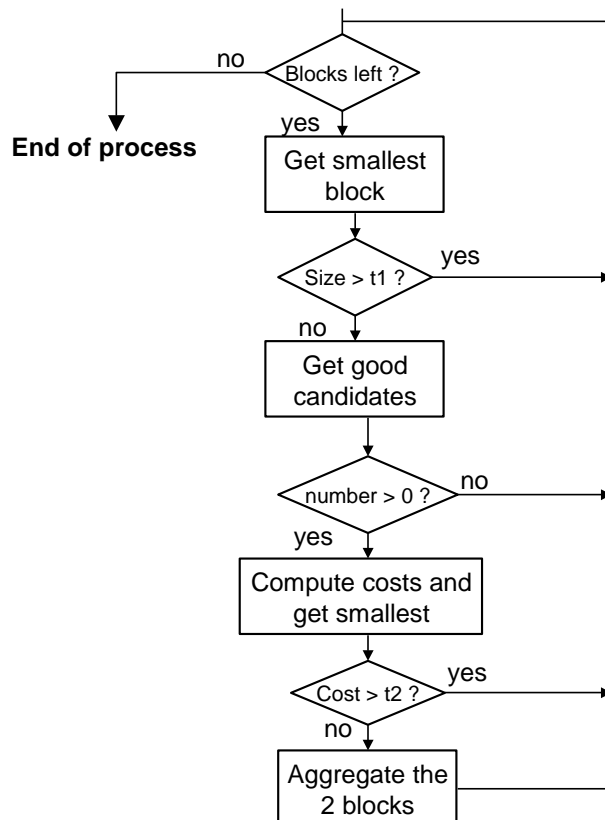 no
Blocks left ?
yes
End of process
Get smallest
block
Size > t1 ?
yes
no
Get good
candidates
number > 0 ?
no
yes
Compute costs and
get smallest
Cost > t2 ?
yes
no
Aggregate the
2 blocks